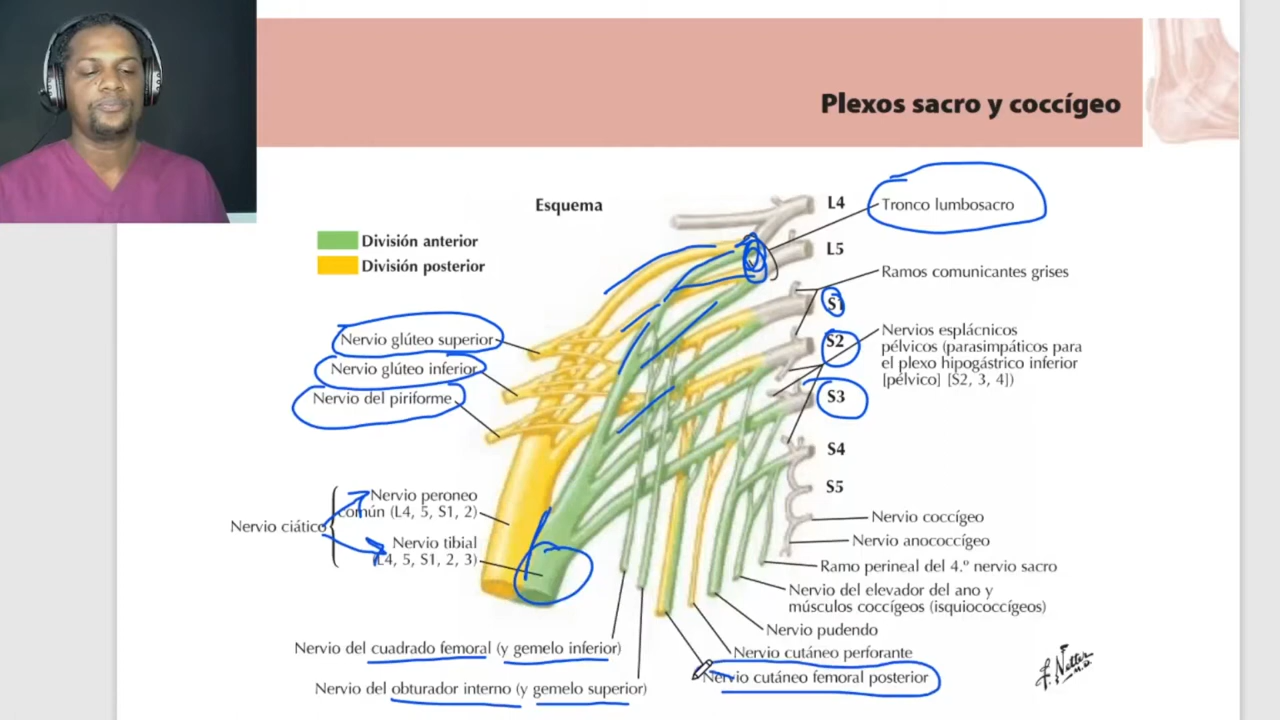 Plexos sacro y coccígeo
Esquema
División anterior
División posterior
L4
Tronco lumbosacro
L5
Ramos comunicantes grises
S1
S2
Nervios esplácnicos
pélvicos (parasimpáticos para
el plexo hipogástrico inferior
[pélvico] [S2, 3, 4])
S3
S4
S5
Nervio glúteo superior
Nervio glúteo inferior
Nervio del piriforme
Nervio ciático
Nervio peroneo
común (L4, 5, S1, 2)
Nervio tibial
(L4, 5, S1, 2, 3)
Nervio coccígeo
Nervio anococcígeo
Ramo perineal del 4.º nervio sacro
Nervio del elevador del ano y
músculos coccígeos (isquiococcígeos)
Nervio pudendo
Nervio cutáneo perforante
Nervio cutáneo femoral posterior
Nervio del cuadrado femoral (y gemelo inferior)
Nervio del obturador interno (y gemelo superior)
F. Netter
M.D.